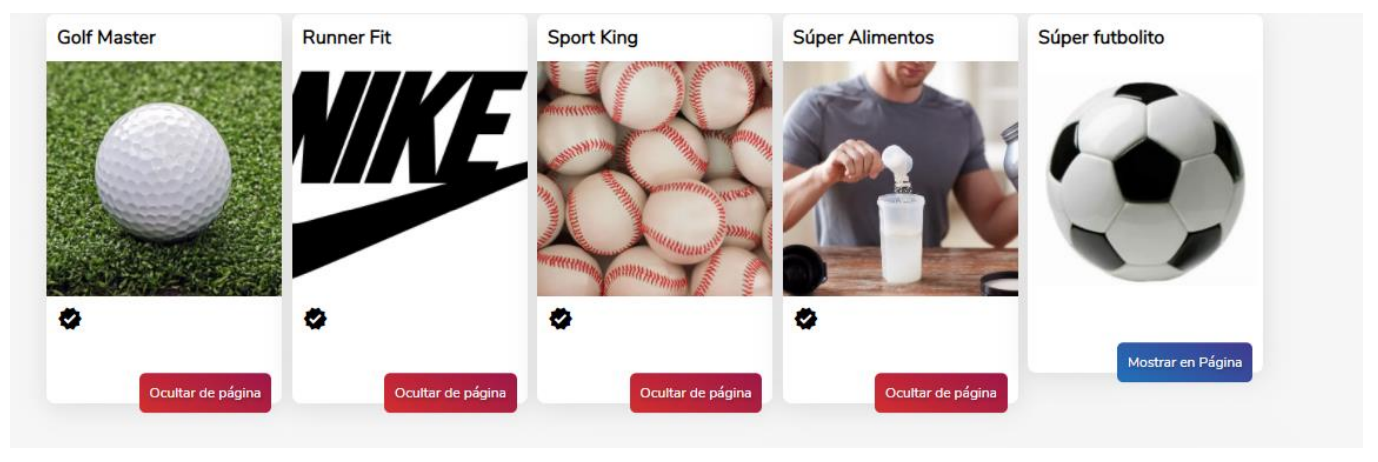 Golf Master
Runner Fit
Sport King
Súper Alimentos
Súper futbolito
NIKE
Mostrar en Página
Ocultar de página
Ocultar de página
Ocultar de página
Ocultar de página